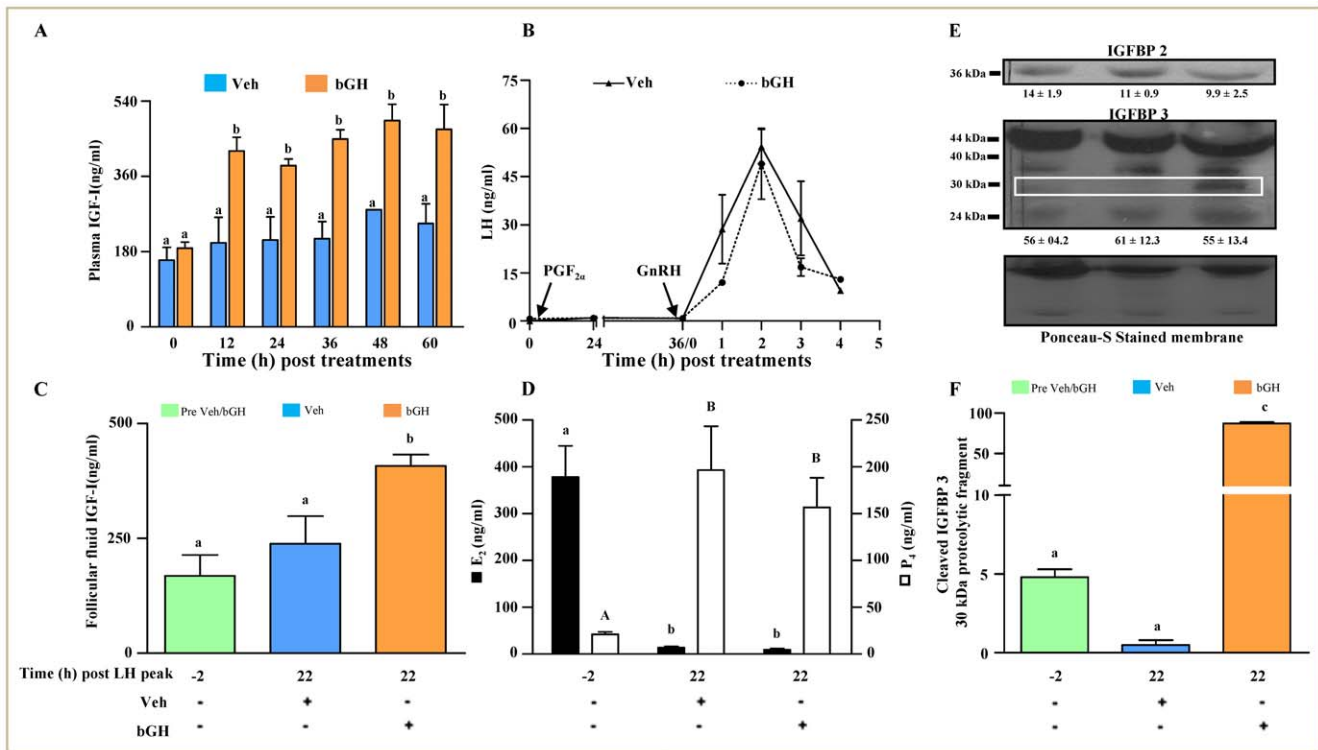 A
Veh
bGH
Plasma IGF-I(ng/ml)
540
360
180
0
a
a
a
b
a
b
a
b
a
b
a
b
0
12
24
36
48
60
Time (h) post treatments
B
Veh
bGH
LH (ng/ml)
75
60
45
30
15
0
PGF2α
GnRH
0
24
36/0
1
2
3
4
5
Time (h) post treatments
E
IGFBP 2
36 kDa
14 ± 1.9
11 ± 0.9
9.9 ± 2.5
IGFBP 3
44 kDa
40 kDa
30 kDa
24 kDa
56 ± 04.2
61 ± 12.3
55 ± 13.4
Ponceau-S Stained membrane
C
Pre Veh/bGH
Veh
bGH
Follicular fluid IGF-I(ng/ml)
500
250
0
a
a
b
D
E2 (ng/ml)
500
400
300
200
100
0
a
A
b
B
b
B
250
200
150
100
50
0
P4 (ng/ml)
F
Pre Veh/bGH
Veh
bGH
Cleaved IGFBP 3
30 kDa proteolytic fragment
100
50
10
5
0
a
a
c
Time (h) post LH peak
-2
22
22
-2
22
22
-2
22
22
Veh
-
+
-
-
+
-
-
+
-
bGH
-
-
+
-
-
+
-
-
+